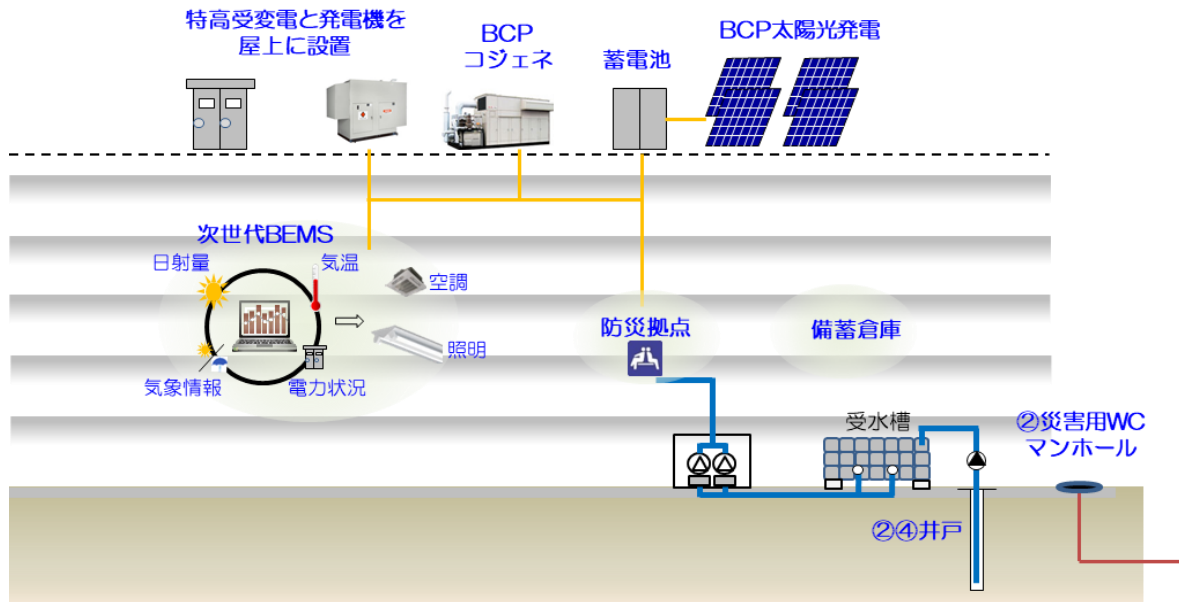 特高受変電と発電機を
屋上に設置
BCP
コジェネ
蓄電池
BCP太陽光発電
次世代BEMS
日射量
気温
空調
照明
気象情報
電力状況
防災拠点
備蓄倉庫
受水槽
②災害用WC
マンホール
②④井戸